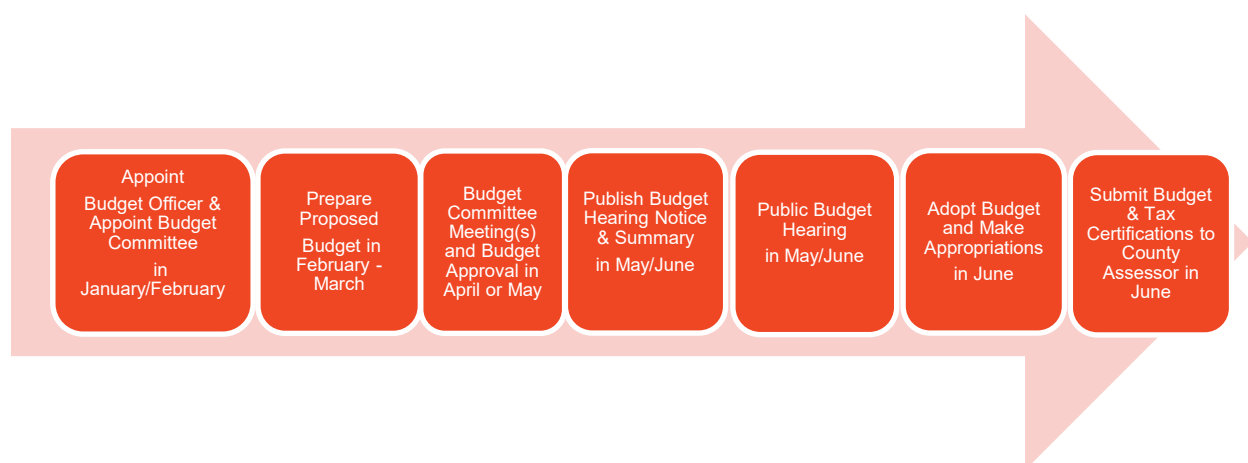 Appoint
Budget Officer &
Appoint Budget
Committee
in
January/February
Prepare
Proposed
Budget in
February -
March
Budget
Committee
Meeting(s)
and Budget
Approval in
April or May
Publish Budget
Hearing Notice
& Summary
in May/June
Public Budget
Hearing
in May/June
Adopt Budget
and Make
Appropriations
in June
Submit Budget
& Tax
Certifications to
County
Assessor in
June